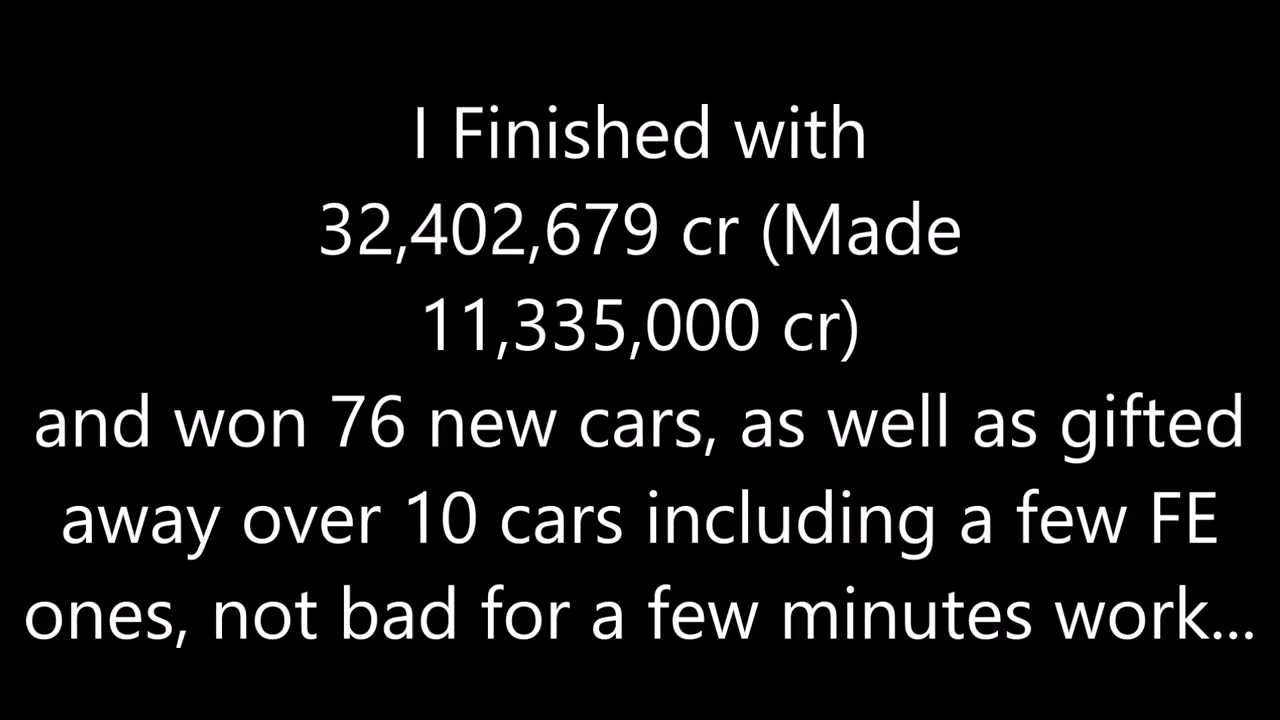 I Finished with
32,402,679 cr (Made
11,335,000 cr)
and won 76 new cars, as well as gifted
away over 10 cars including a few FE
ones, not bad for a few minutes work...